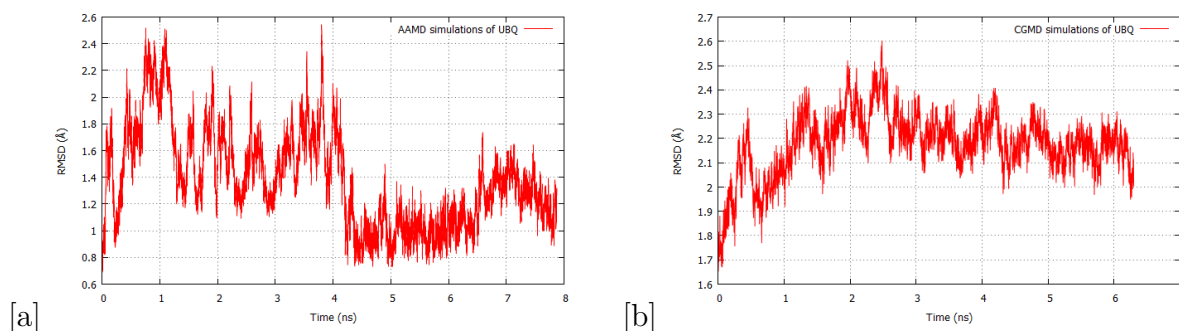 2.6
2.4
2.2
2
1.8
1.6
1.4
1.2
1
0.8
0.6
RMSD (Å)
AAMD simulations of UBQ
0 1 2 3 4 5 6 7 8
Time (ns)
[a]
2.7
2.6
2.5
2.4
2.3
2.2
2.1
2
1.9
1.8
1.7
1.6
RMSD (Å)
CGMD simulations of UBQ
0 1 2 3 4 5 6
Time (ns)
[b]